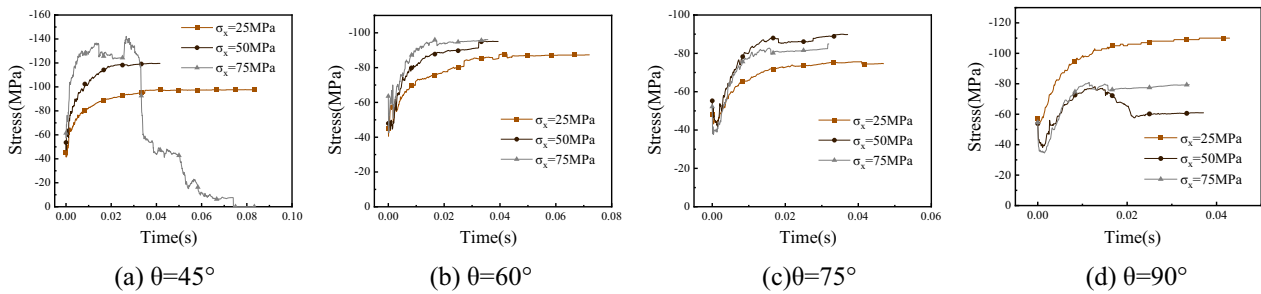 -160
-140
-120
-100
-80
-60
-40
-20
0
Stress(MPa)
σx=25MPa
σx=50MPa
σx=75MPa
0.00 0.02 0.04 0.06 0.08 0.10
Time(s)
(a) θ=45°
-100
-80
-60
-40
-20
0
Stress(MPa)
σx=25MPa
σx=50MPa
σx=75MPa
0.00 0.02 0.04 0.06 0.08
Time(s)
(b) θ=60°
-100
-80
-60
-40
-20
0
Stress(MPa)
σx=25MPa
σx=50MPa
σx=75MPa
0.00 0.02 0.04 0.06
Time(s)
(c)θ=75°
-120
-100
-80
-60
-40
-20
0
Stress(MPa)
σx=25MPa
σx=50MPa
σx=75MPa
0.00 0.02 0.04
Time(s)
(d) θ=90°